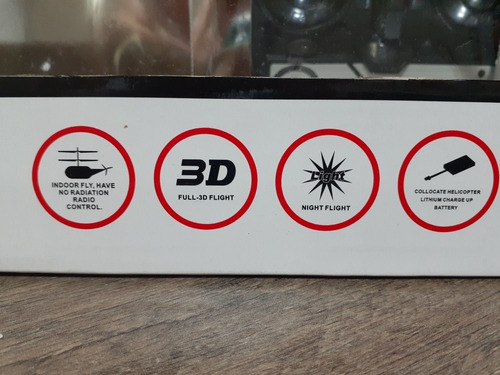 INDOOR FLY, HAVE
NO RADIATION
RADIO
CONTROL.
3D
FULL-3D FLIGHT
Light
NIGHT FLIGHT
COLLOCATE HELICOPTER
LITHIUM CHARGE UP
BATTERY